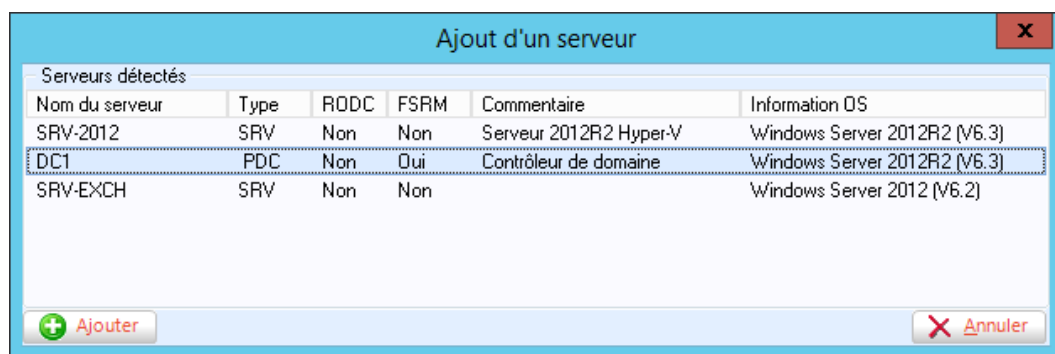 Ajout d'un serveur
x
Serveurs détectés
Nom du serveur Type RODC FSRM Commentaire Information OS
SRV-2012 SRV Non Non Serveur 2012R2 Hyper-V Windows Server 2012R2 (V6.3)
DC1 PDC Non Oui Contrôleur de domaine Windows Server 2012R2 (V6.3)
SRV-EXCH SRV Non Non Windows Server 2012 (V6.2)
Ajouter Annuler